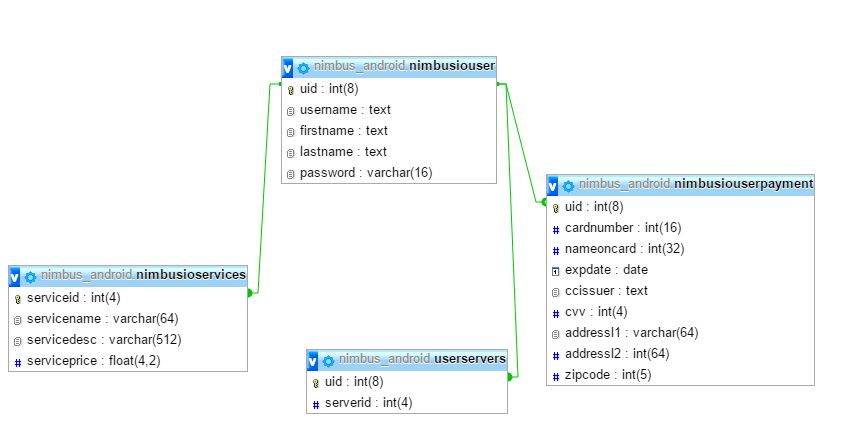 nimbus_android.nimbusiouser
uid : int(8)
username : text
firstname : text
lastname : text
password : varchar(16)
nimbus_android.nimbusiouserpayment
uid : int(8)
cardnumber : int(16)
nameoncard : int(32)
expdate : date
ccissuer : text
cvv : int(4)
addressl1 : varchar(64)
addressl2 : int(64)
zipcode : int(5)
nimbus_android.nimbusioservices
serviceid : int(4)
servicename : varchar(64)
servicedesc : varchar(512)
serviceprice : float(4,2)
nimbus_android.userservers
uid : int(8)
serverid : int(4)